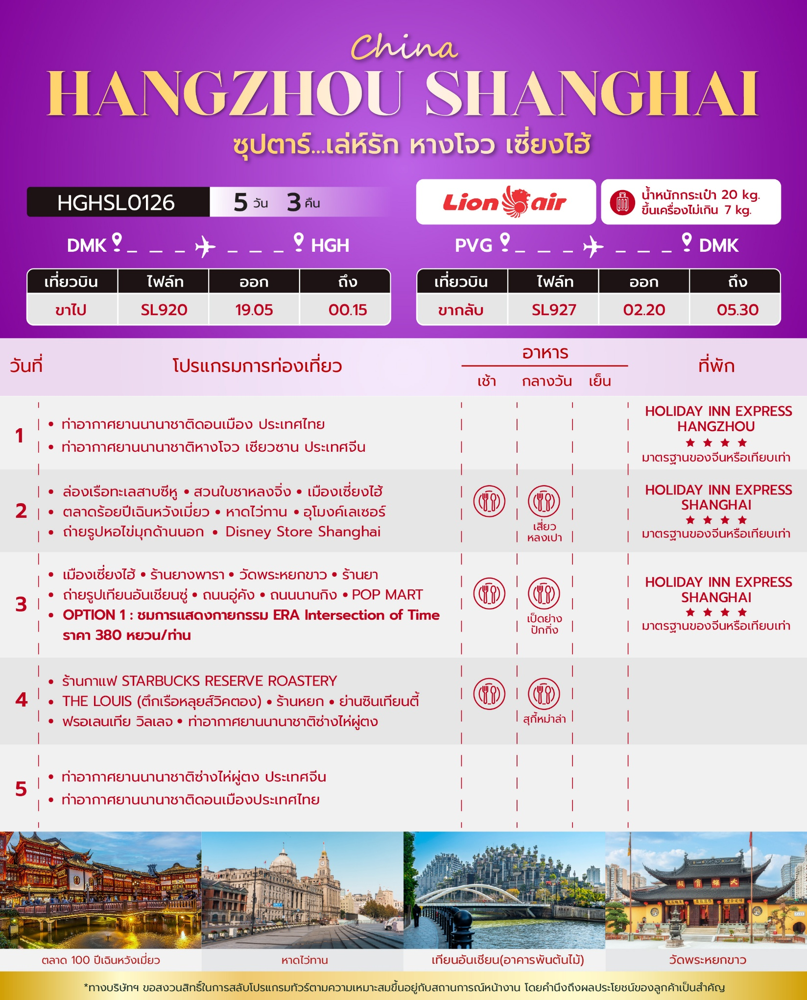 China
HANGZHOU SHANGHAI
ซุปตาร์...เล่ห์รัก หางโจว เซี่ยงไฮ้
HGHSL0126
5 วัน 3 คืน
Lion air
น้ำหนักกระเป๋า 20 kg.
ขึ้นเครื่องไม่เกิน 7 kg.
DMK HGH
PVG DMK
เที่ยวบิน ไฟล์ท ออก ถึง
ขาไป SL920 19.05 00.15
เที่ยวบิน ไฟล์ท ออก ถึง
ขากลับ SL927 02.20 05.30
วันที่ โปรแกรมการท่องเที่ยว อาหาร ที่พัก
เช้า กลางวัน เย็น
1
• ท่าอากาศยานนานาชาติดอนเมือง ประเทศไทย
• ท่าอากาศยานนานาชาติหางโจว เซียวซาน ประเทศจีน
HOLIDAY INN EXPRESS
HANGZHOU
★ ★ ★ ★
มาตรฐานของจีนหรือเทียบเท่า
2
• ล่องเรือทะเลสาบซีหู • สวนใบชาหลงจิ่ง • เมืองเซี่ยงไฮ้
• ตลาดร้อยปีเฉินหวังเมี่ยว • หาดไว่ทาน • อุโมงค์เลเซอร์
• ถ่ายรูปหอไข่มุกด้านนอก • Disney Store Shanghai
เสี่ยว
หลงเปา
HOLIDAY INN EXPRESS
SHANGHAI
★ ★ ★ ★
มาตรฐานของจีนหรือเทียบเท่า
3
• เมืองเซี่ยงไฮ้ • ร้านยางพารา • วัดพระหยกขาว • ร้านยา
• ถ่ายรูปเทียนอันเชียนซู่ • ถนนอู่คัง • ถนนนานกิง • POP MART
• OPTION 1 : ชมการแสดงกายกรรม ERA Intersection of Time
ราคา 380 หยวน/ท่าน
เป็ดย่าง
ปักกิ่ง
HOLIDAY INN EXPRESS
SHANGHAI
★ ★ ★ ★
มาตรฐานของจีนหรือเทียบเท่า
4
• ร้านกาแฟ STARBUCKS RESERVE ROASTERY
• THE LOUIS (ตึกเรือหลุยส์วิคตอง) • ร้านหยก • ย่านซินเทียนตี้
• ฟรอเลนเทีย วิลเลจ • ท่าอากาศยานนานาชาติซ่างไห่ผู่ตง
สุกี้หม่าล่า
5
• ท่าอากาศยานนานาชาติซ่างไห่ผู่ตง ประเทศจีน
• ท่าอากาศยานนานาชาติดอนเมืองประเทศไทย
殿 寶 雄 大
ตลาด 100 ปีเฉินหวังเมี่ยว
หาดไว่ทาน
เทียนอันเชียน(อาคารพันต้นไม้)
วัดพระหยกขาว
*ทางบริษัทฯ ขอสงวนสิทธิ์ในการสลับโปรแกรมทัวร์ตามความเหมาะสมขึ้นอยู่กับสถานการณ์หน้างาน โดยคำนึงถึงผลประโยชน์ของลูกค้าเป็นสำคัญ